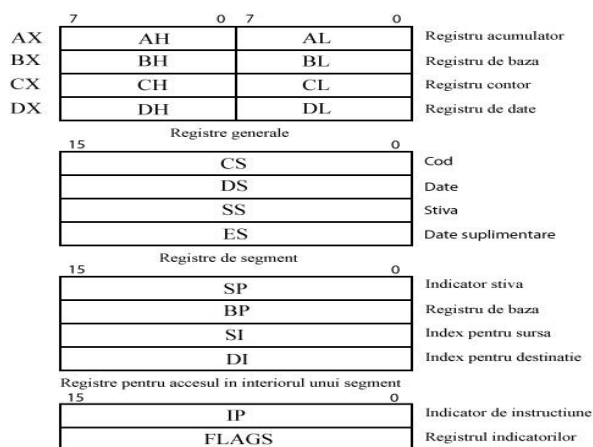 7 0 7 0
AX AH AL Registru acumulator
BX BH BL Registru de baza
CX CH CL Registru contor
DX DH DL Registru de date
Registre generale
15 0
CS Cod
DS Date
SS Stiva
ES Date suplimentare
Registre de segment
15 0
SP Indicator stiva
BP Registru de baza
SI Index pentru sursa
DI Index pentru destinatie
Registre pentru accesul in interiorul unui segment
15 0
IP Indicator de instructiune
FLAGS Registrul indicatorilor